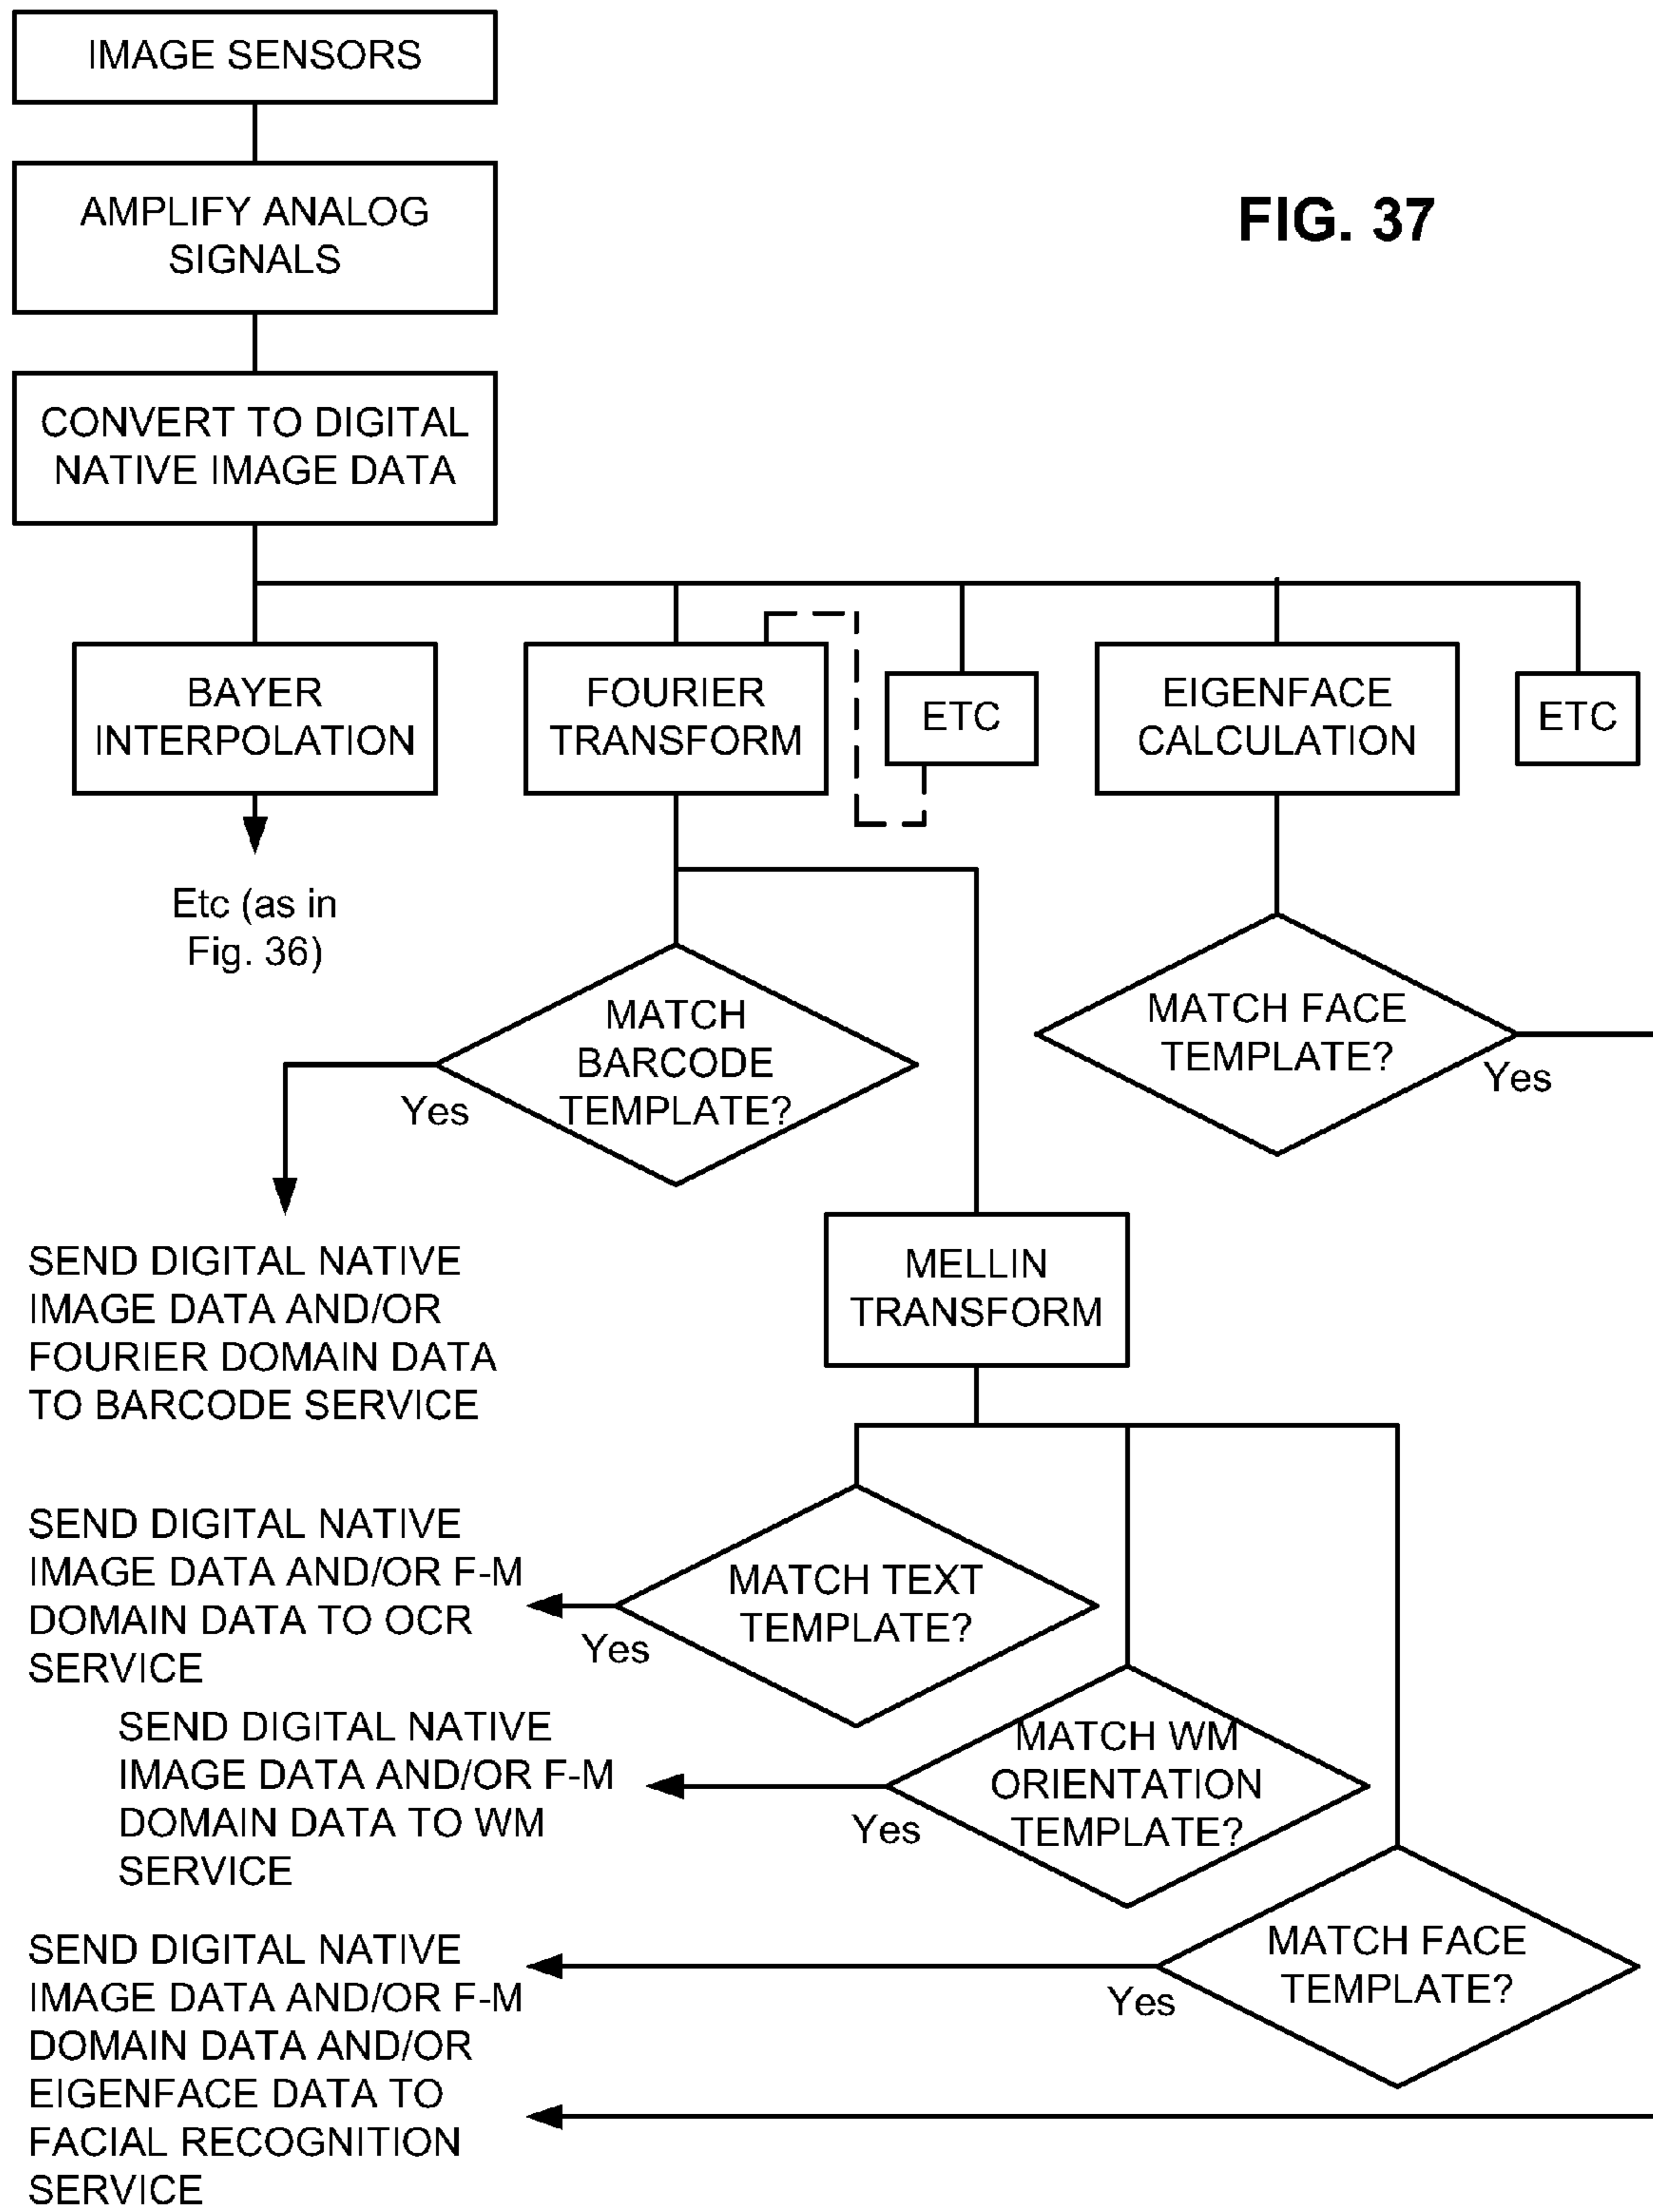 IMAGE SENSORS
AMPLIFY ANALOG
SIGNALS
FIG. 37
CONVERT TO DIGITAL
NATIVE IMAGE DATA
BAYER
INTERPOLATION
FOURIER
TRANSFORM
ETC
EIGENFACE
CALCULATION
ETC
Etc (as in
Fig. 36)
MATCH
BARCODE
TEMPLATE?
Yes
MATCH FACE
TEMPLATE?
Yes
SEND DIGITAL NATIVE
IMAGE DATA AND/OR
FOURIER DOMAIN DATA
TO BARCODE SERVICE
MELLIN
TRANSFORM
SEND DIGITAL NATIVE
IMAGE DATA AND/OR F-M
DOMAIN DATA TO OCR
SERVICE
MATCH TEXT
TEMPLATE?
Yes
SEND DIGITAL NATIVE
IMAGE DATA AND/OR F-M
DOMAIN DATA TO WM
SERVICE
MATCH WM
ORIENTATION
TEMPLATE?
Yes
SEND DIGITAL NATIVE
IMAGE DATA AND/OR F-M
DOMAIN DATA AND/OR
EIGENFACE DATA TO
FACIAL RECOGNITION
SERVICE
MATCH FACE
TEMPLATE?
Yes